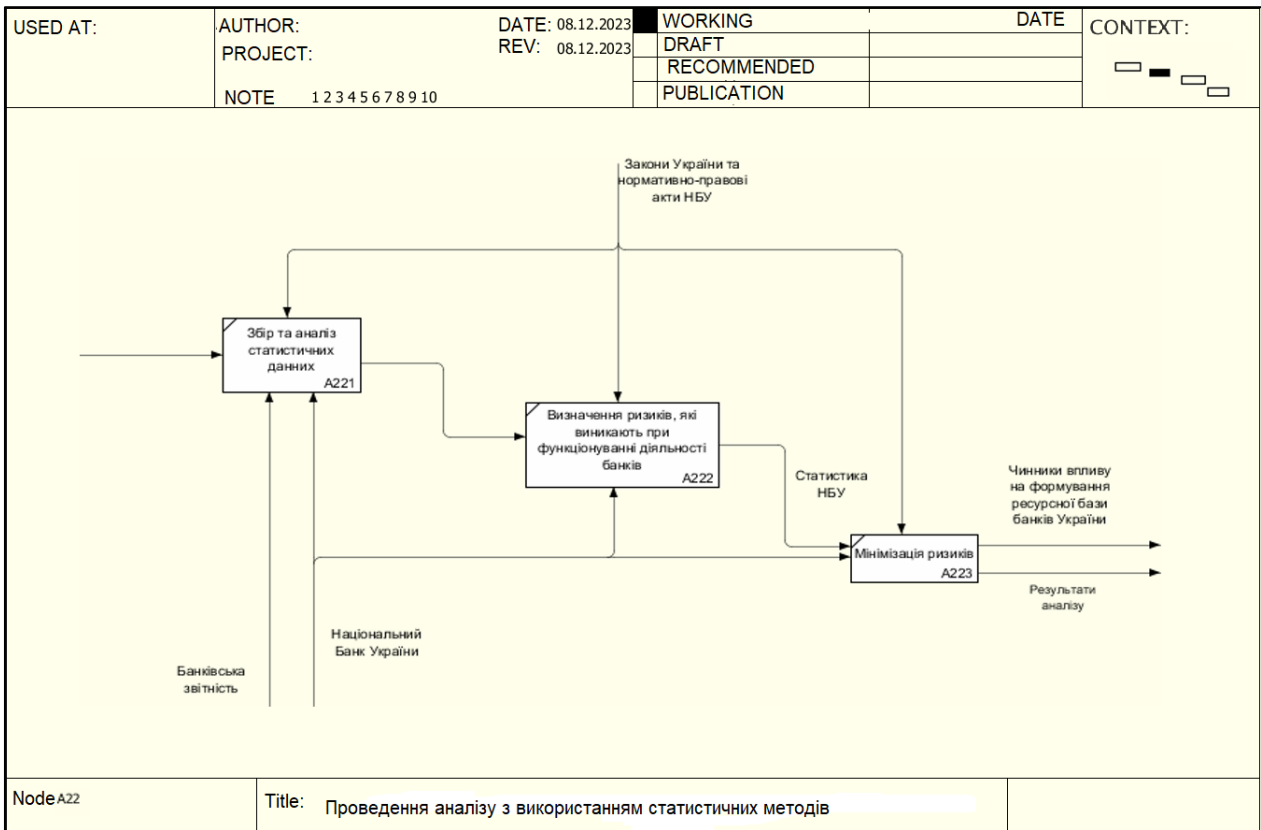 USED AT:
AUTHOR:
DATE: 08.12.2023
PROJECT:
REV: 08.12.2023
NOTE 1 2 3 4 5 6 7 8 9 10
WORKING
DATE
DRAFT
RECOMMENDED
PUBLICATION
CONTEXT:
Закони України та
нормативно-правові
акти НБУ
Збір та аналіз
статистичних
данних
A221
Визначення ризиків, які
виникають при
функціонуванні діяльності
банків
A222
Статистика
НБУ
Чинники впливу
на формування
ресурсної бази
банків України
Мінімізація ризиків
A223
Результати
аналізу
Національний
Банк України
Банківська
звітність
Node A22
Title: Проведення аналізу з використанням статистичних методів